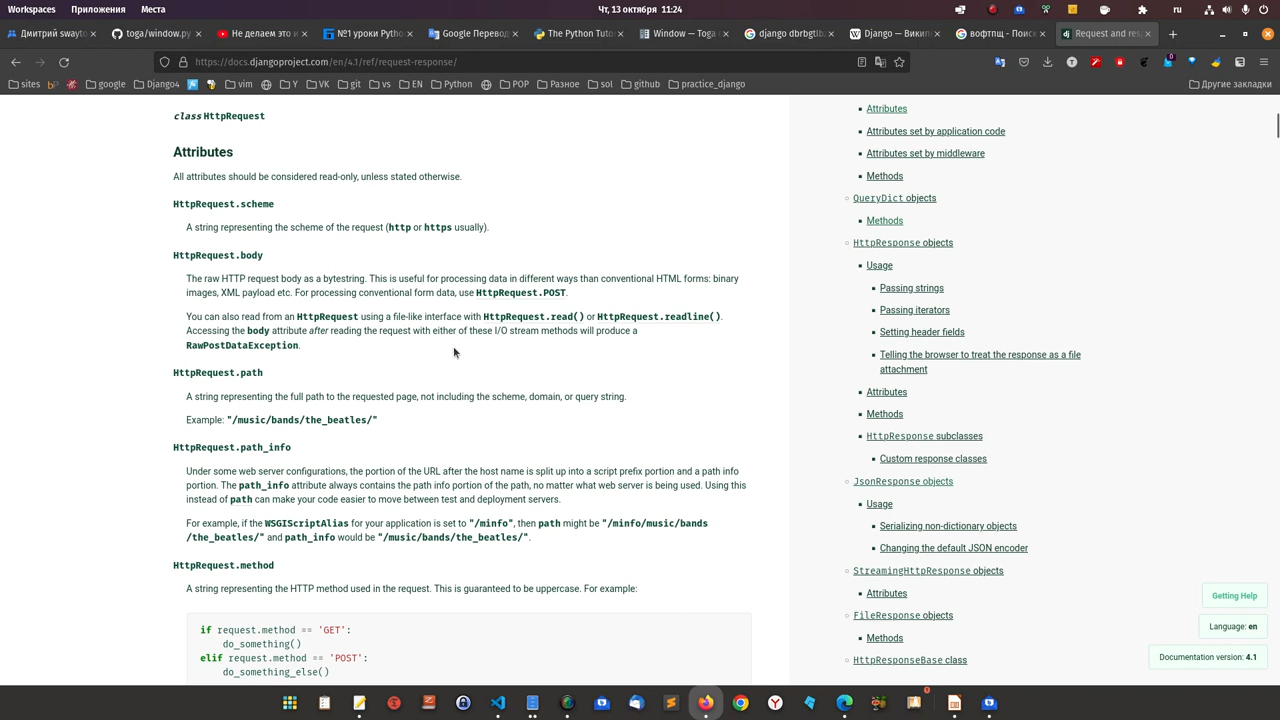 Workspaces Приложения Места Чт, 13 октября 11:24 ru
Дмитрий swayto toga/window.py Не делаем это и №1 уроки Python Google Перевод The Python Tuto Window — Toga django dbrbgtlbz Django — Викип вофтпщ - Поиск Request and res
https://docs.djangoproject.com/en/4.1/ref/request-response/
sites google Django4 vim Y VK git vs EN Python ООР Разное sol github practice_django Другие закладки
class HttpRequest
Attributes
All attributes should be considered read-only, unless stated otherwise.
HttpRequest.scheme
A string representing the scheme of the request (http or https usually).
HttpRequest.body
The raw HTTP request body as a bytestring. This is useful for processing data in different ways than conventional HTML forms: binary
images, XML payload etc. For processing conventional form data, use HttpRequest.POST.
You can also read from an HttpRequest using a file-like interface with HttpRequest.read() or HttpRequest.readline().
Accessing the body attribute after reading the request with either of these I/O stream methods will produce a
RawPostDataException.
HttpRequest.path
A string representing the full path to the requested page, not including the scheme, domain, or query string.
Example: "/music/bands/the_beatles/"
HttpRequest.path_info
Under some web server configurations, the portion of the URL after the host name is split up into a script prefix portion and a path info
portion. The path_info attribute always contains the path info portion of the path, no matter what web server is being used. Using this
instead of path can make your code easier to move between test and deployment servers.
For example, if the WSGIScriptAlias for your application is set to "/minfo", then path might be "/minfo/music/bands
/the_beatles/" and path_info would be "/music/bands/the_beatles/".
HttpRequest.method
A string representing the HTTP method used in the request. This is guaranteed to be uppercase. For example:
if request.method == 'GET':
do_something()
elif request.method == 'POST':
do_something_else()
Attributes
Attributes set by application code
Attributes set by middleware
Methods
QueryDict objects
Methods
HttpResponse objects
Usage
Passing strings
Passing iterators
Setting header fields
Telling the browser to treat the response as a file
attachment
Attributes
Methods
HttpResponse subclasses
Custom response classes
JsonResponse objects
Usage
Serializing non-dictionary objects
Changing the default JSON encoder
StreamingHttpResponse objects
Attributes
FileResponse objects
Methods
HttpResponseBase class
Getting Help
Language: en
Documentation version: 4.1